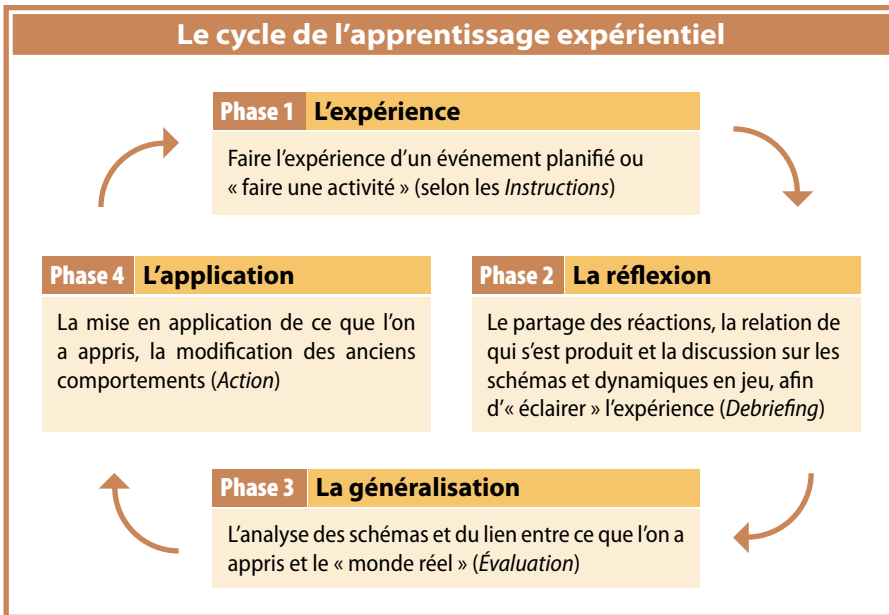 Le cycle de l’apprentissage expérientiel
Phase 1 L’expérience
Faire l’expérience d’un événement planifié ou
« faire une activité » (selon les Instructions)
Phase 2 La réflexion
Le partage des réactions, la relation de
qui s’est produit et la discussion sur les
schémas et dynamiques en jeu, afin
d’« éclairer » l’expérience (Debriefing)
Phase 3 La généralisation
L’analyse des schémas et du lien entre ce que l’on a
appris et le « monde réel » (Évaluation)
Phase 4 L’application
La mise en application de ce que l’on
a appris, la modification des anciens
comportements (Action)